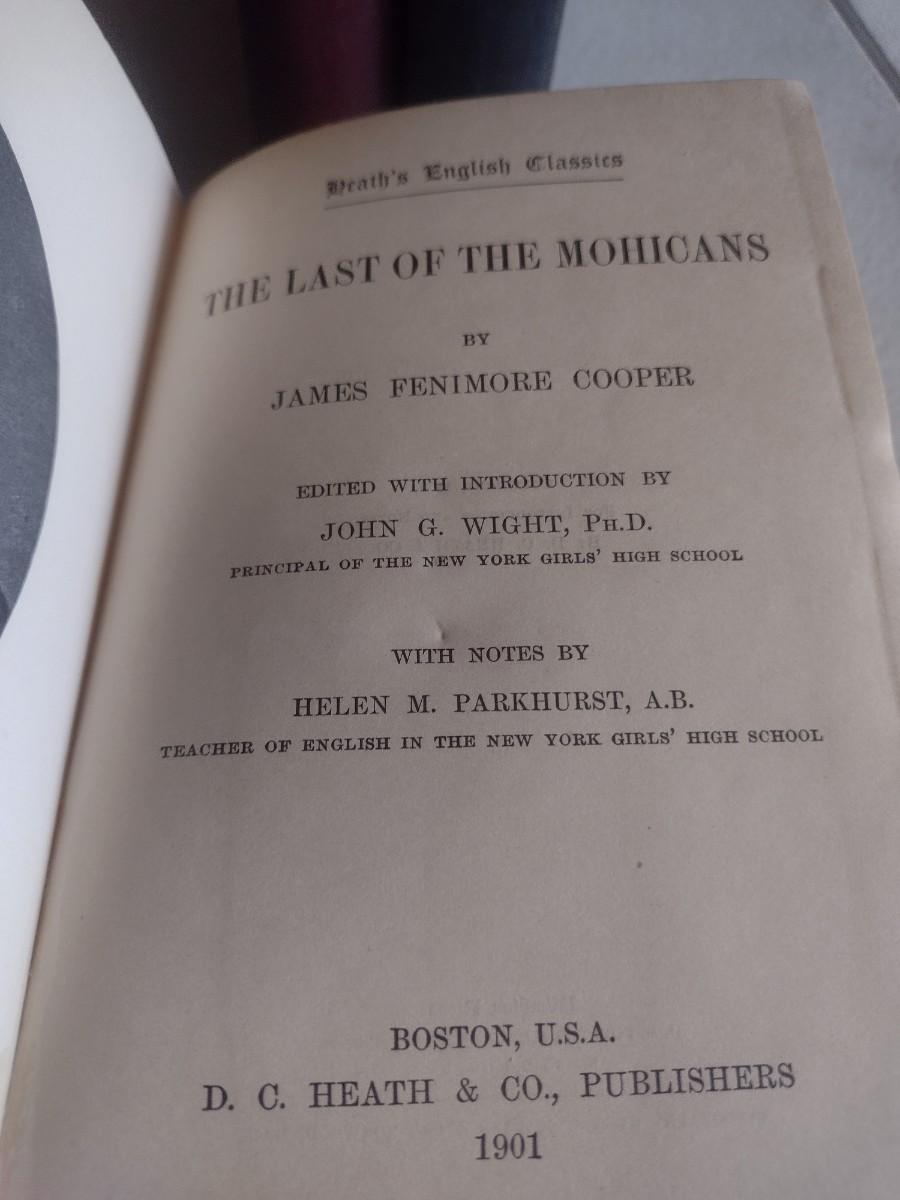 Heath's English Classics
THE LAST OF THE MOHICANS
BY
JAMES FENIMORE COOPER
EDITED WITH INTRODUCTION BY
JOHN G. WIGHT, PH.D.
PRINCIPAL OF THE NEW YORK GIRLS' HIGH SCHOOL
WITH NOTES BY
HELEN M. PARKHURST, A.B.
TEACHER OF ENGLISH IN THE NEW YORK GIRLS' HIGH SCHOOL
BOSTON, U.S.A.
D. C. HEATH & CO., PUBLISHERS
1901